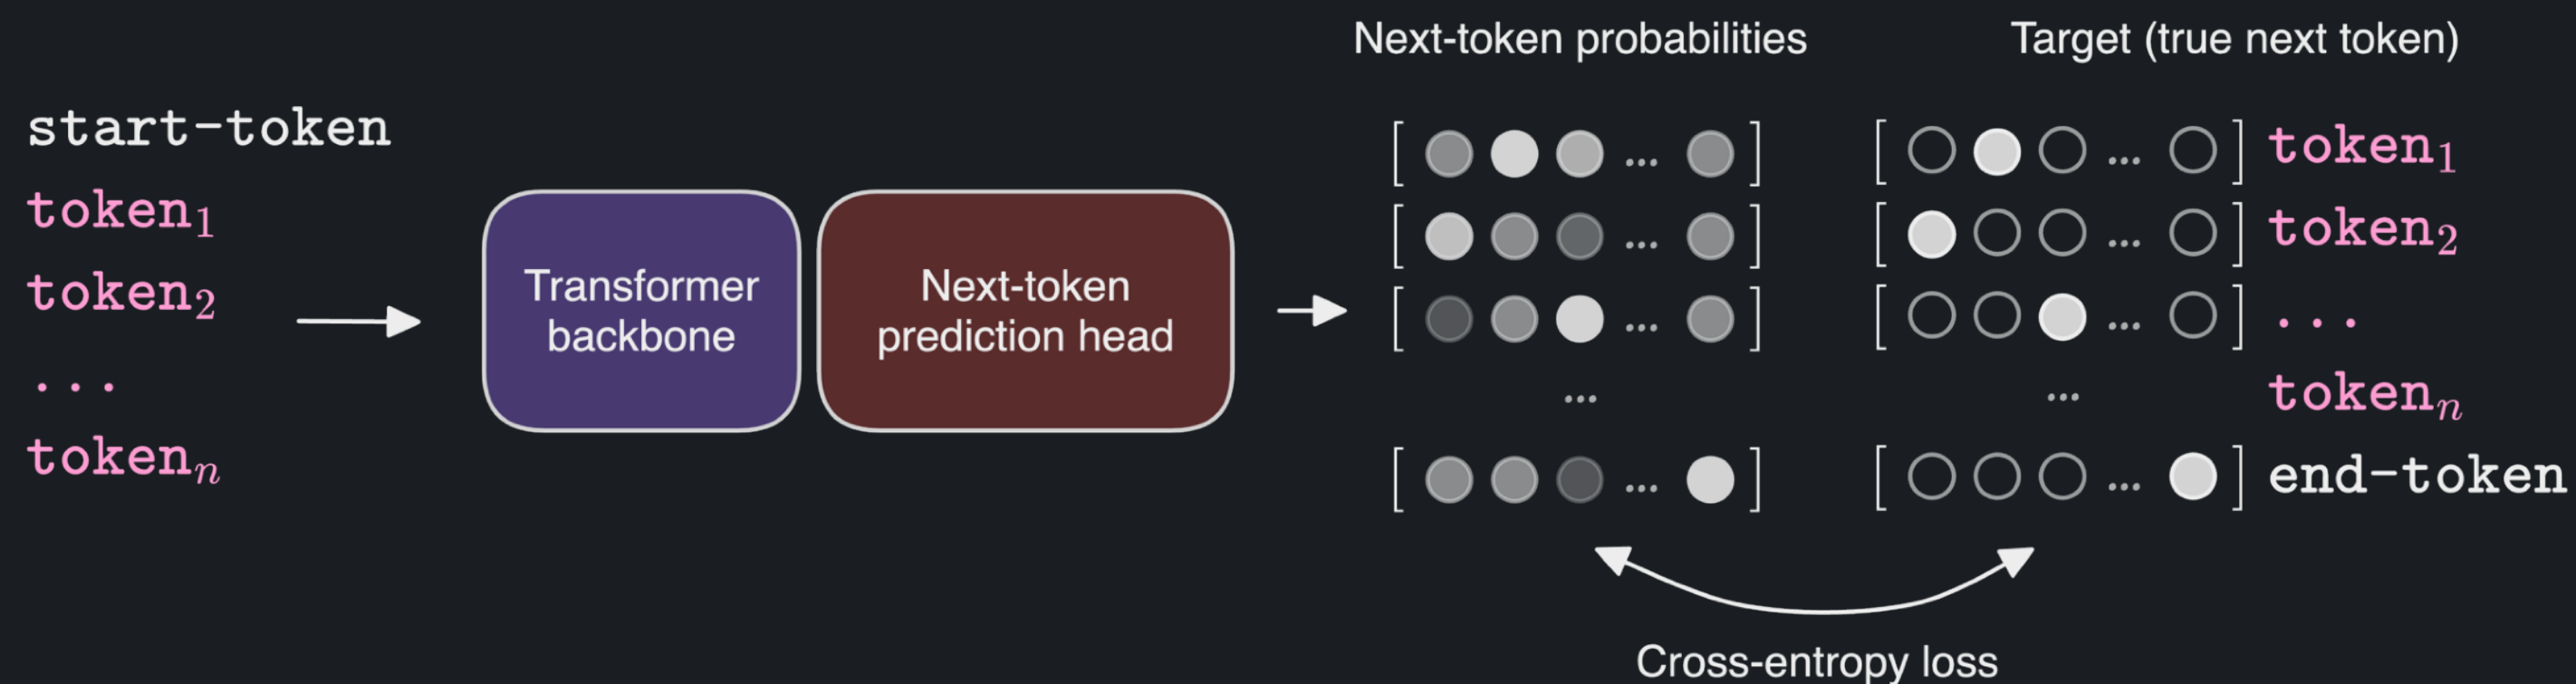 Next-token probabilities
Target (true next token)
start-token
token₁
token₂
...
tokenₙ
Transformer
backbone
Next-token
prediction head
[ ... ]
[ ... ]
[ ... ]
...
[ ... ]
[ ... ] token₁
[ ... ] token₂
[ ... ] ...
... tokenₙ
[ ... ] end-token
Cross-entropy loss